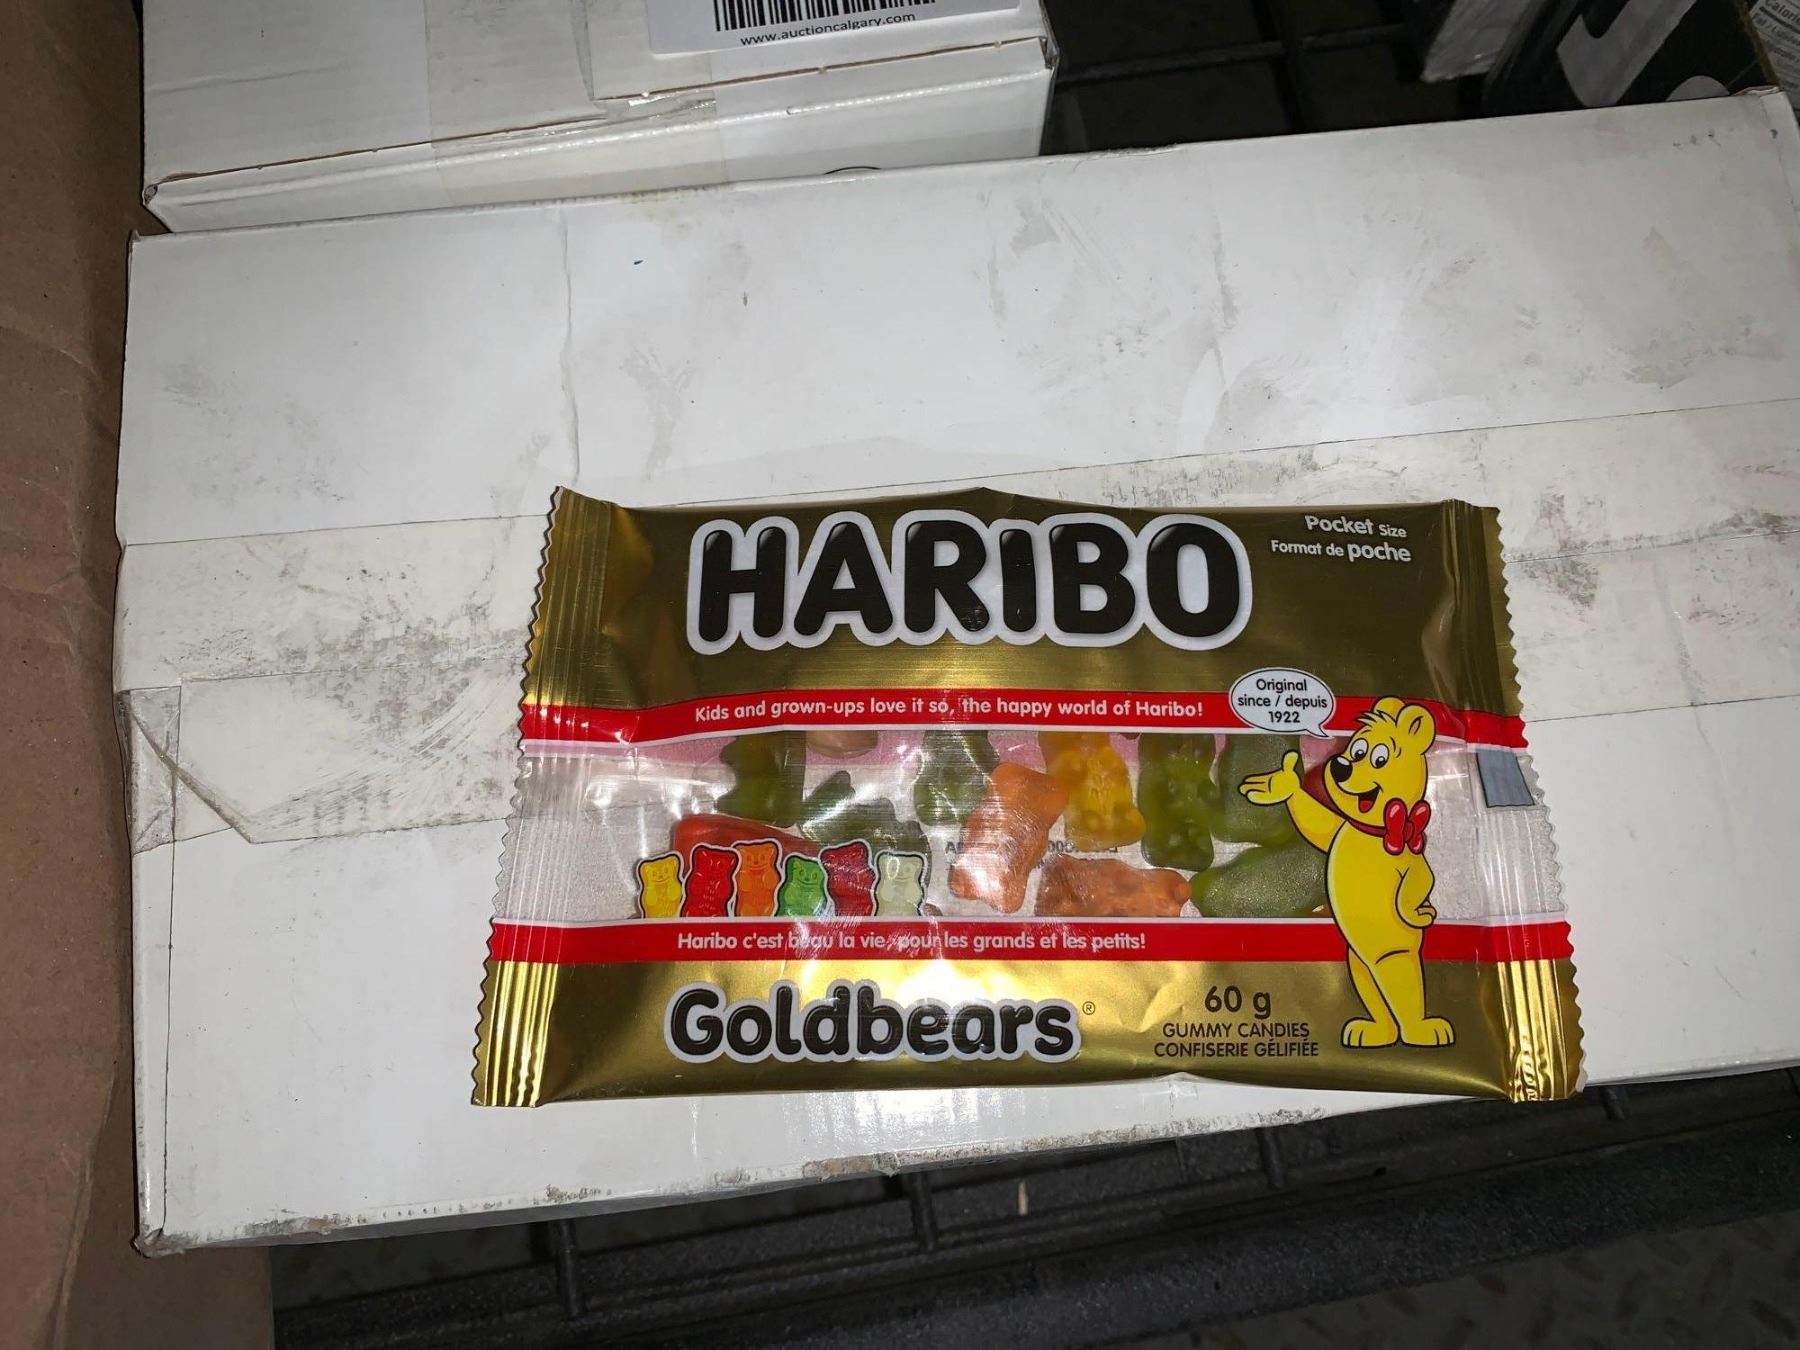 www.auctioncalgary.com
HARIBO
Pocket Size
Format de poche
Kids and grown-ups love it so, the happy world of Haribo!
Original
since / depuis
1922
Haribo c'est beau la vie, pour les grands et les petits!
Goldbears®
60 g
GUMMY CANDIES
CONFISERIE GÉLIFIÉE